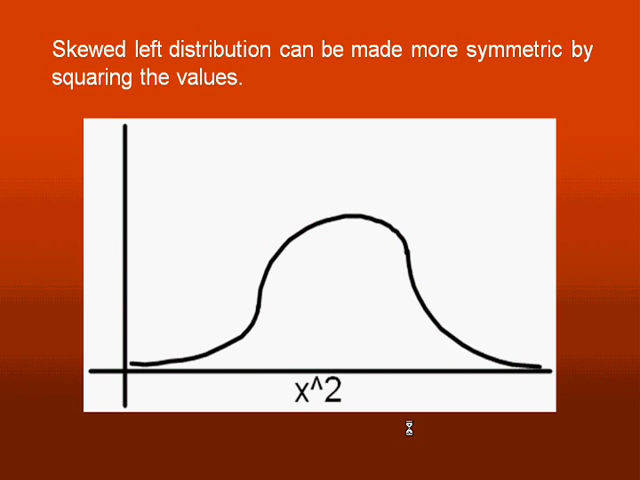 Skewed left distribution can be made more symmetric by
squaring the values.
x^2